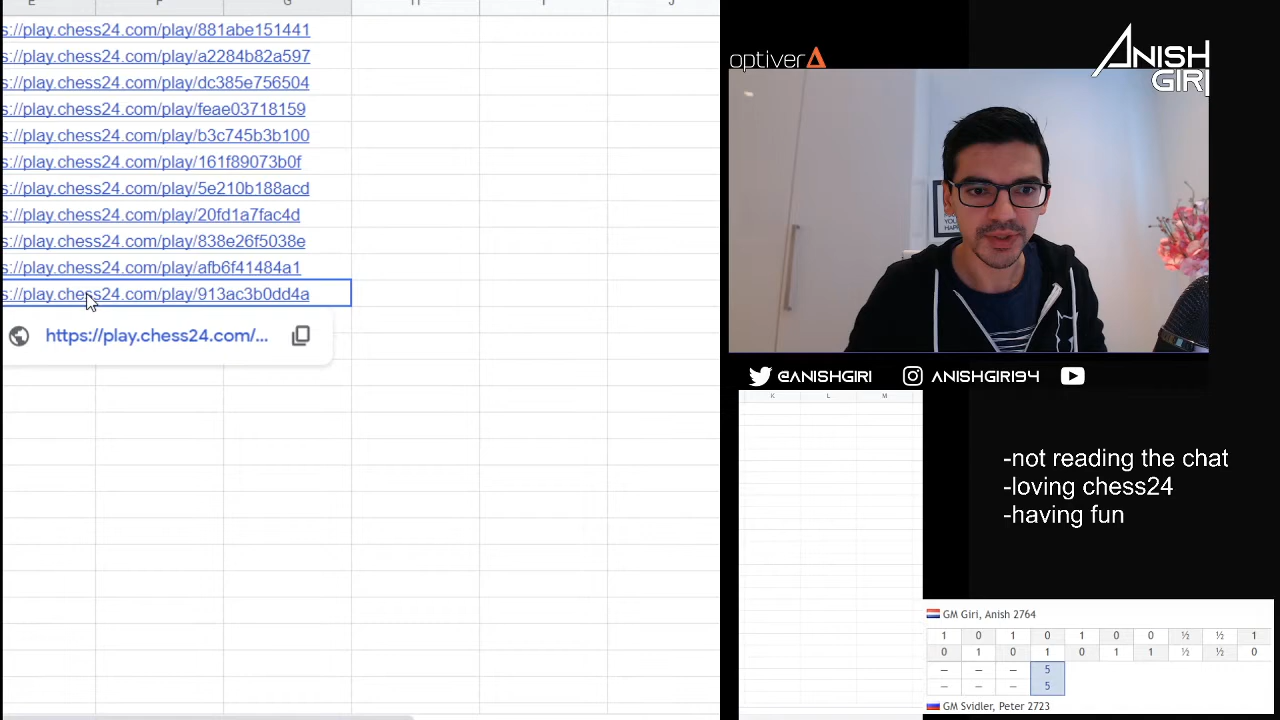 E F G H I J
s://play.chess24.com/play/881abe151441
s://play.chess24.com/play/a2284b82a597
s://play.chess24.com/play/dc385e756504
s://play.chess24.com/play/feae03718159
s://play.chess24.com/play/b3c745b3b100
s://play.chess24.com/play/161f89073b0f
s://play.chess24.com/play/5e210b188acd
s://play.chess24.com/play/20fd1a7fac4d
s://play.chess24.com/play/838e26f5038e
s://play.chess24.com/play/afb6f41484a1
s://play.chess24.com/play/913ac3b0dd4a
https://play.chess24.com/...
optiver
ANISH
GIRI
@ANISHGIRI ANISHGIRI94
K L M
-not reading the chat
-loving chess24
-having fun
GM Giri, Anish 2764
1 0 1 0 1 0 0 ½ ½ 1
0 1 0 1 0 1 1 ½ ½ 0
– – – 5
– – – 5
GM Svidler, Peter 2723